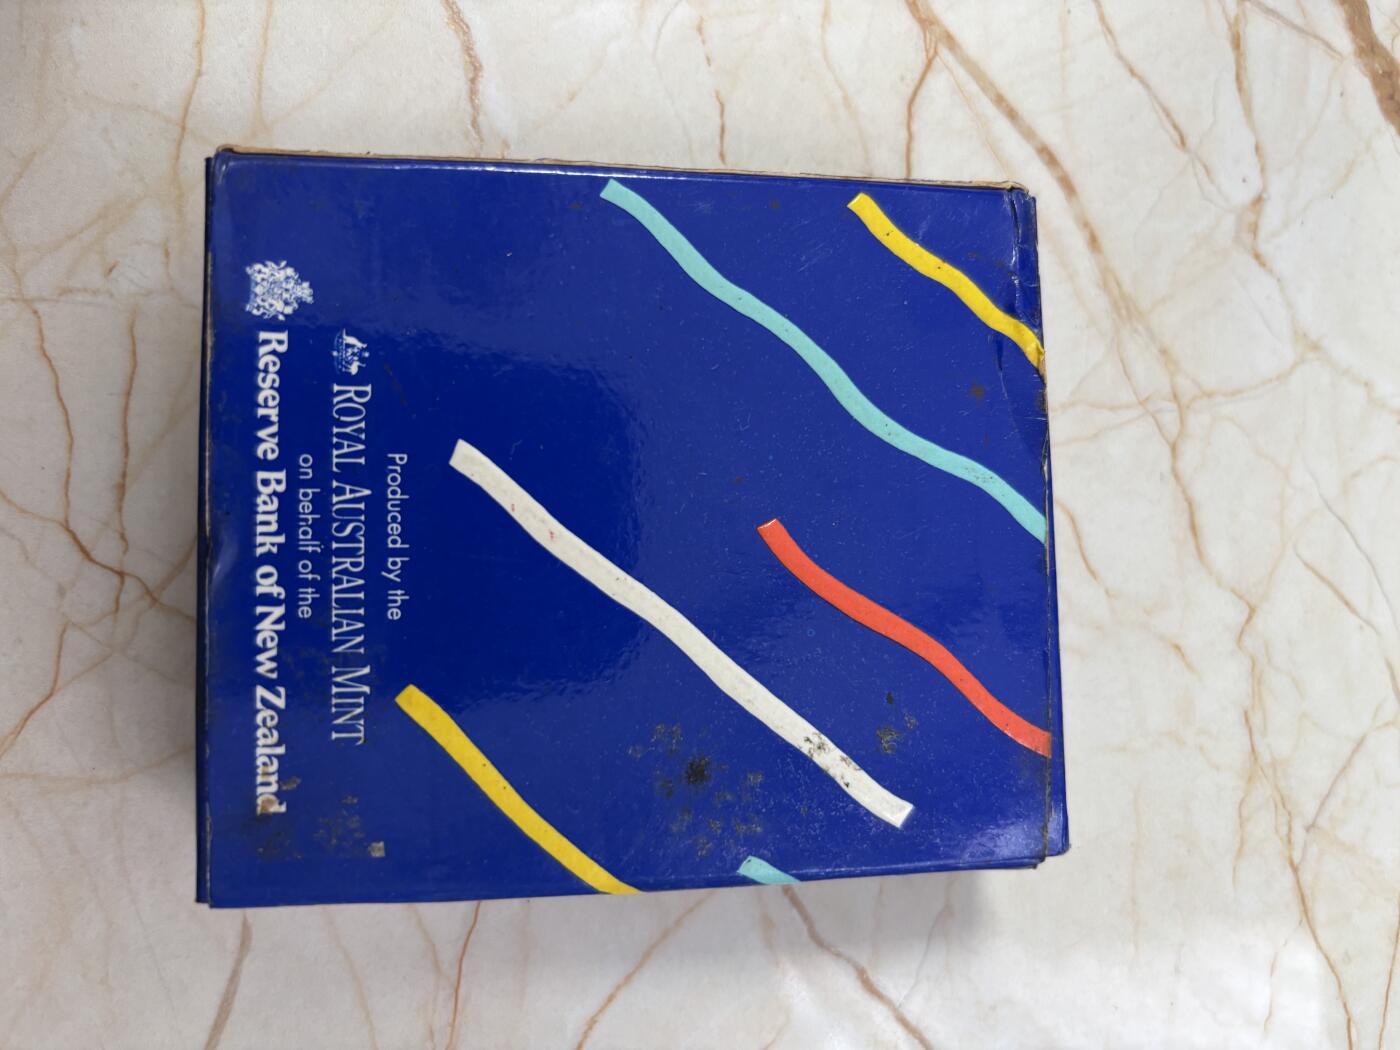 Produced by the
ROYAL AUSTRALIAN MINT
on behalf of the
Reserve Bank of New Zealand